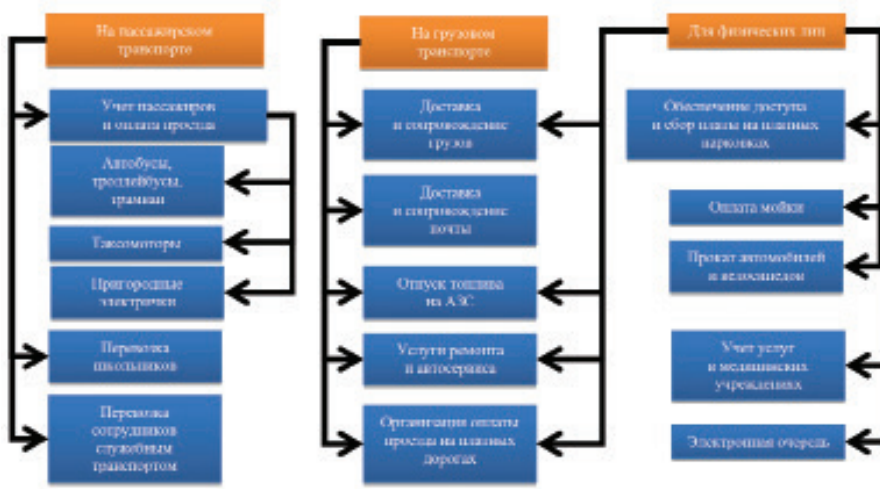 На пассажирском
транспорте
Учет пассажиров
и оплата проезда
Автобусы,
троллейбусы,
трамваи
Таксомоторы
Пригородные
электрички
Перевозка
школьников
Перевозка
сотрудников
служебным
транспортом
На грузовом
транспорте
Доставка
и сопровождение
грузов
Доставка
и сопровождение
почты
Отпуск топлива
на АЗС
Услуги ремонта
и автосервиса
Организация оплаты
проезда на платных
дорогах
Для физических лиц
Обеспечение доступа
и сбор платы на платных
парковках
Оплата мойки
Прокат автомобилей
и велосипедов
Учет услуг
в медицинских
учреждениях
Электронная очередь